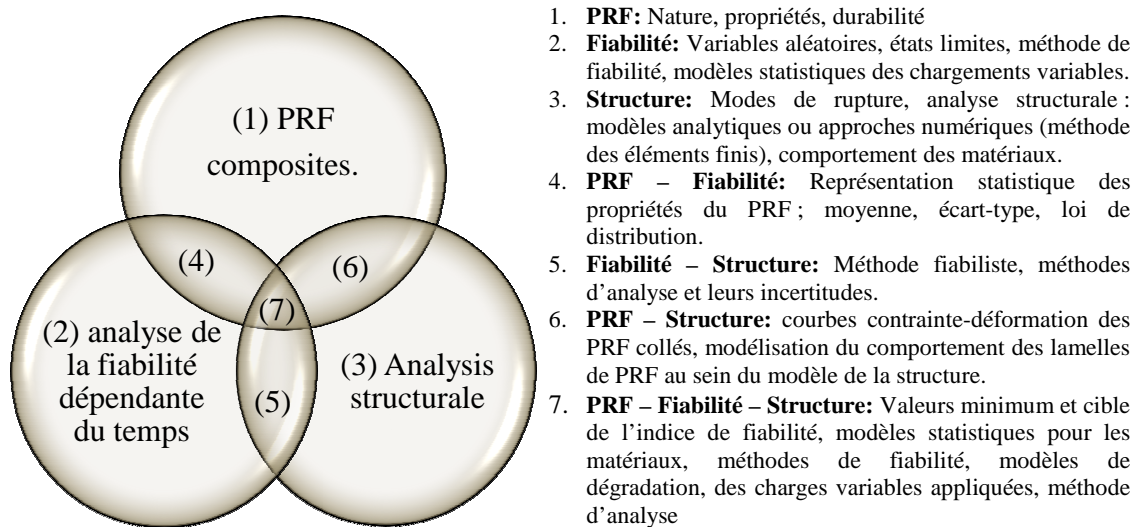 (1) PRF
composites.
(4)
(6)
(7)
(2) analyse de
la fiabilité
dépendante
du temps
(5)
(3) Analysis
structurale
1. PRF: Nature, propriétés, durabilité
2. Fiabilité: Variables aléatoires, états limites, méthode de
fiabilité, modèles statistiques des chargements variables.
3. Structure: Modes de rupture, analyse structurale :
modèles analytiques ou approches numériques (méthode
des éléments finis), comportement des matériaux.
4. PRF – Fiabilité: Représentation statistique des
propriétés du PRF ; moyenne, écart-type, loi de
distribution.
5. Fiabilité – Structure: Méthode fiabiliste, méthodes
d’analyse et leurs incertitudes.
6. PRF – Structure: courbes contrainte-déformation des
PRF collés, modélisation du comportement des lamelles
de PRF au sein du modèle de la structure.
7. PRF – Fiabilité – Structure: Valeurs minimum et cible
de l’indice de fiabilité, modèles statistiques pour les
matériaux, méthodes de fiabilité, modèles de
dégradation, des charges variables appliquées, méthode
d’analyse